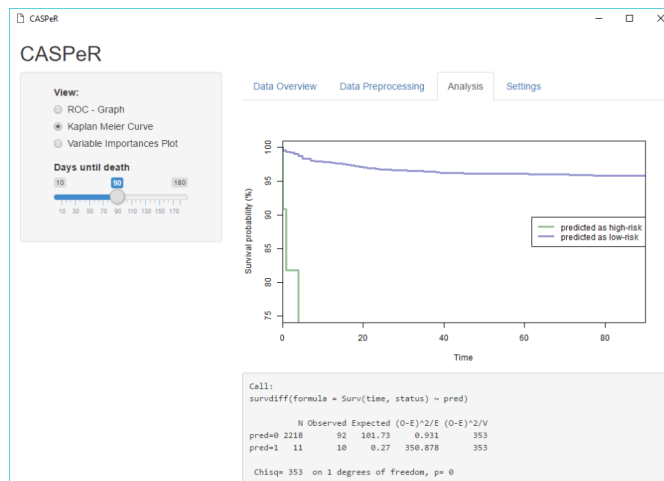 CASPeR
CASPeR
View:
ROC - Graph
Kaplan Meier Curve
Variable Importances Plot
Days until death
10 90 180
10 30 50 70 90 110 130 150 170
Data Overview Data Preprocessing Analysis Settings
Survival probability (%)
100
95
90
85
80
75
predicted as high-risk
predicted as low-risk
0 20 40 60 80
Time
Call:
survdiff(formula = Surv(time, status) ~ pred)
N Observed Expected (O-E)^2/E (O-E)^2/V
pred=0 2218 92 101.73 0.931 353
pred=1 11 10 0.27 350.878 353
Chisq= 353 on 1 degrees of freedom, p= 0